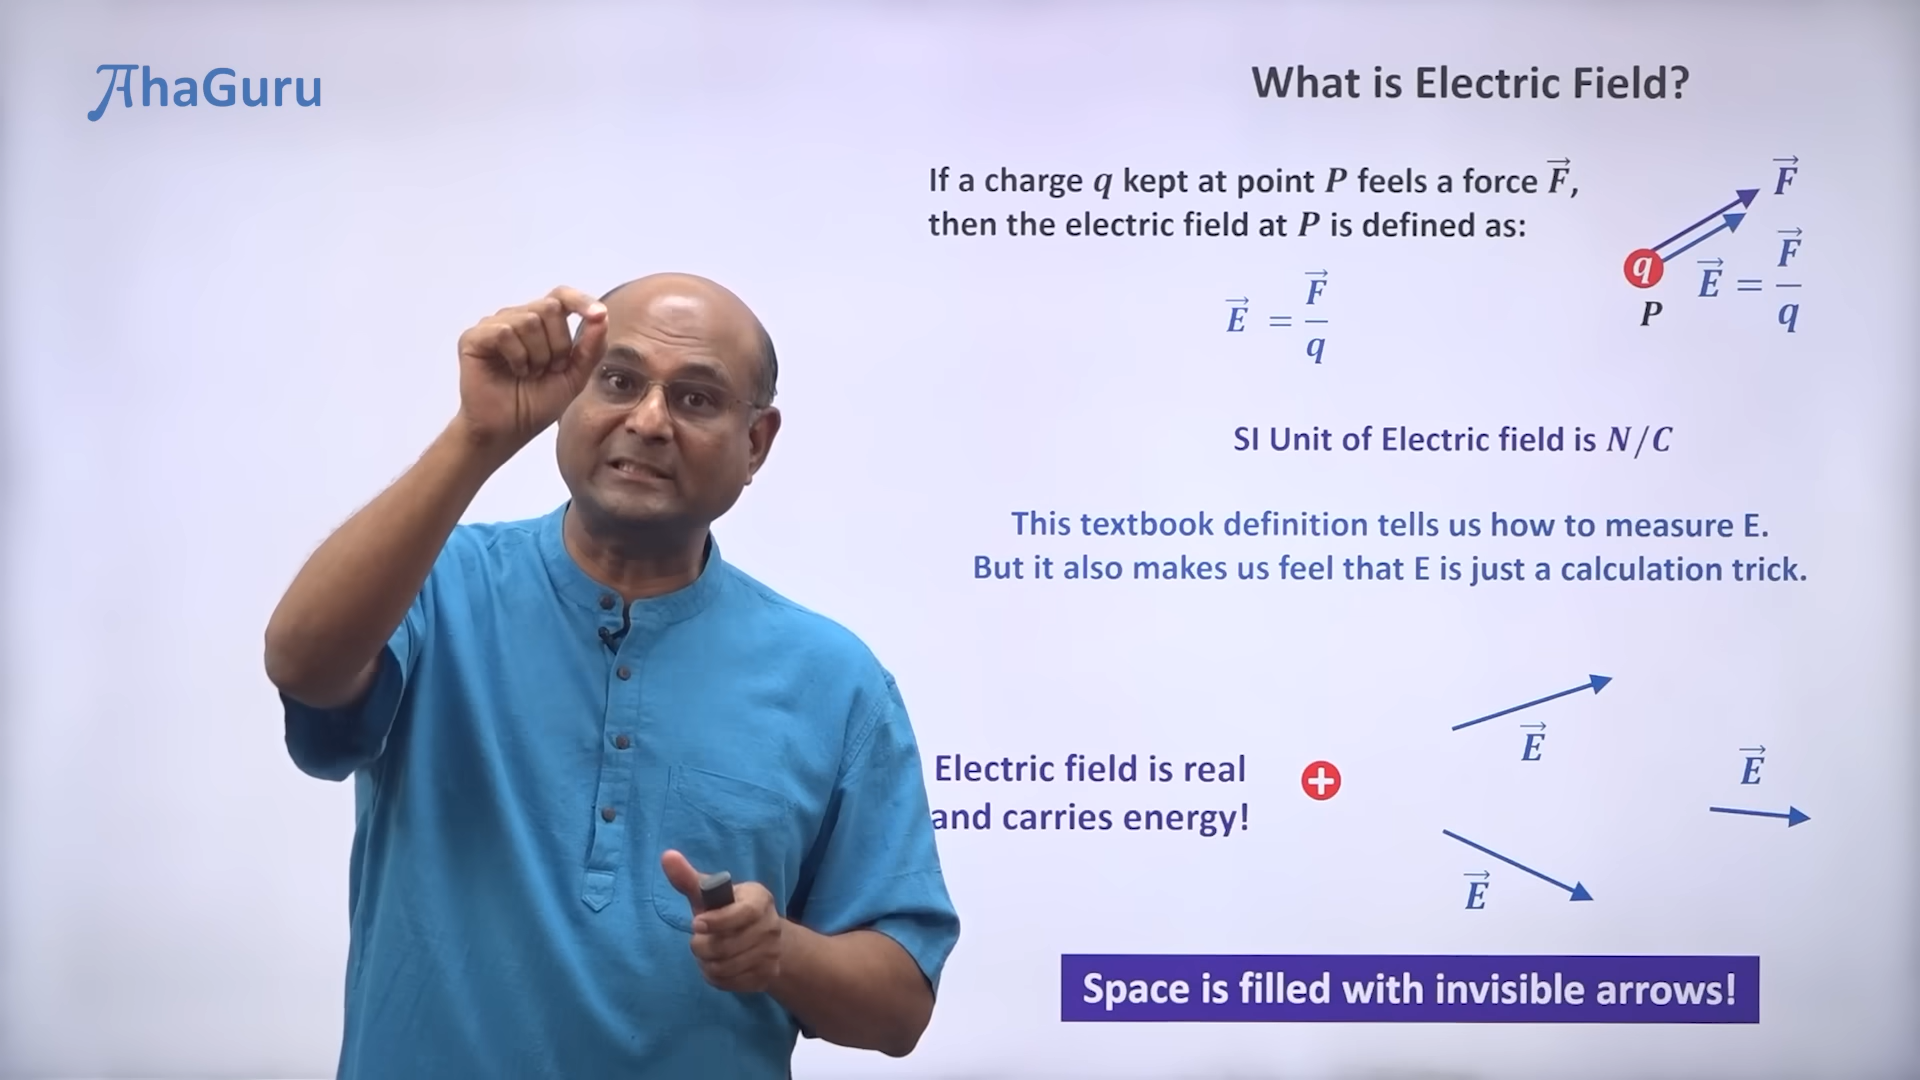 AhaGuru
What is Electric Field?
If a charge q kept at point P feels a force F⃗,
then the electric field at P is defined as:
E⃗ = F⃗/q
F⃗
q
E⃗ = F⃗/q
P
SI Unit of Electric field is N/C
This textbook definition tells us how to measure E.
But it also makes us feel that E is just a calculation trick.
Electric field is real
and carries energy!
+
E⃗
E⃗
E⃗
Space is filled with invisible arrows!